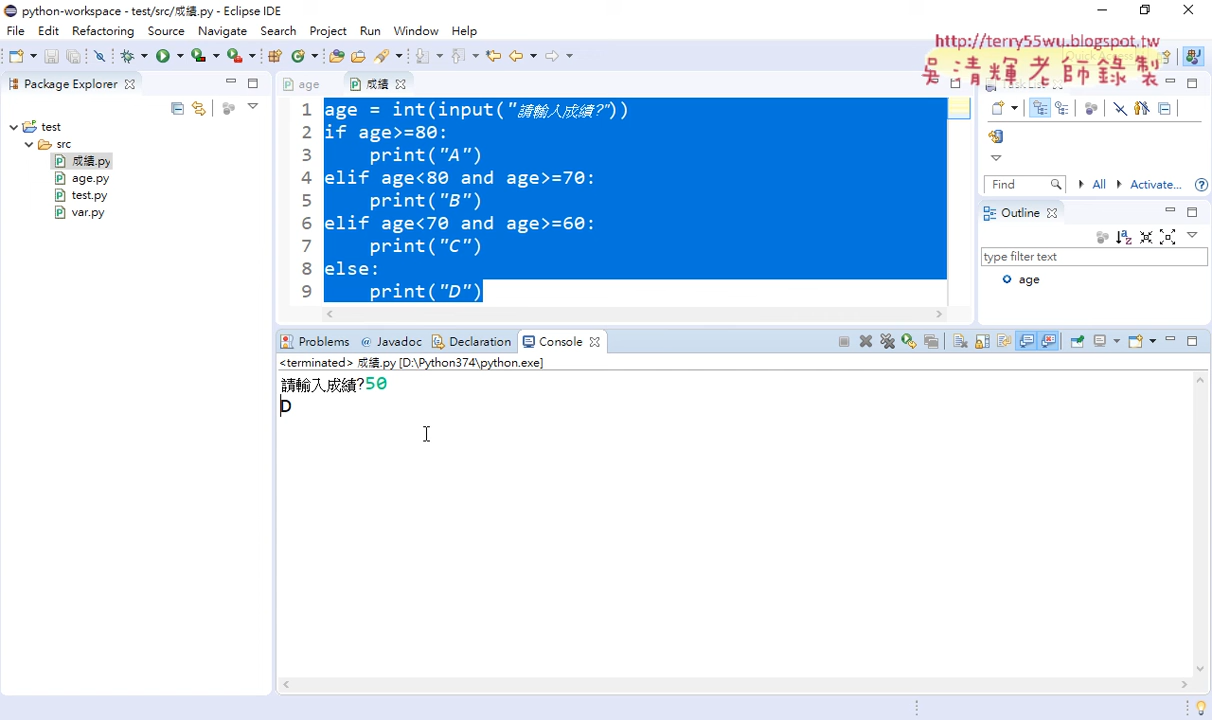 python-workspace - test/src/成績.py - Eclipse IDE
File Edit Refactoring Source Navigate Search Project Run Window Help
http://terry55wu.blogspot.tw
吳清輝老師錄製
Package Explorer
age 成績
test
src
成績.py
age.py
test.py
var.py
1 age = int(input("請輸入成績?"))
2 if age>=80:
3     print("A")
4 elif age<80 and age>=70:
5     print("B")
6 elif age<70 and age>=60:
7     print("C")
8 else:
9     print("D")
Find All Activate...
Outline
type filter text
age
Problems Javadoc Declaration Console
<terminated> 成績.py [D:\Python374\python.exe]
請輸入成績?50
D